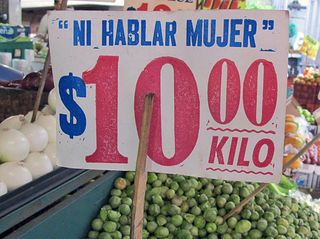 "NI HABLAR MUJER"
$10.00
KILO